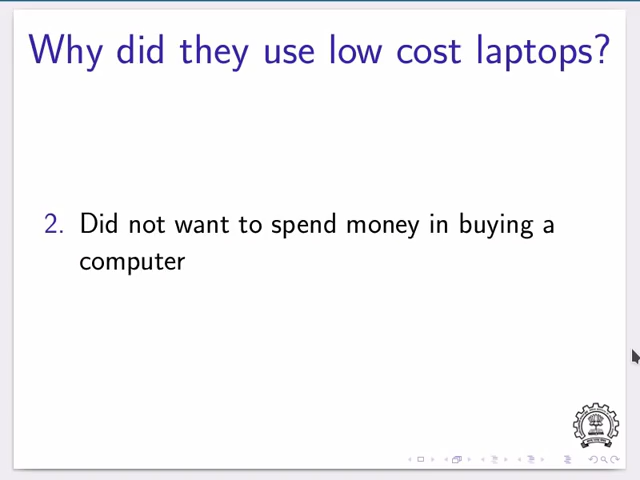 Why did they use low cost laptops?
2. Did not want to spend money in buying a
computer